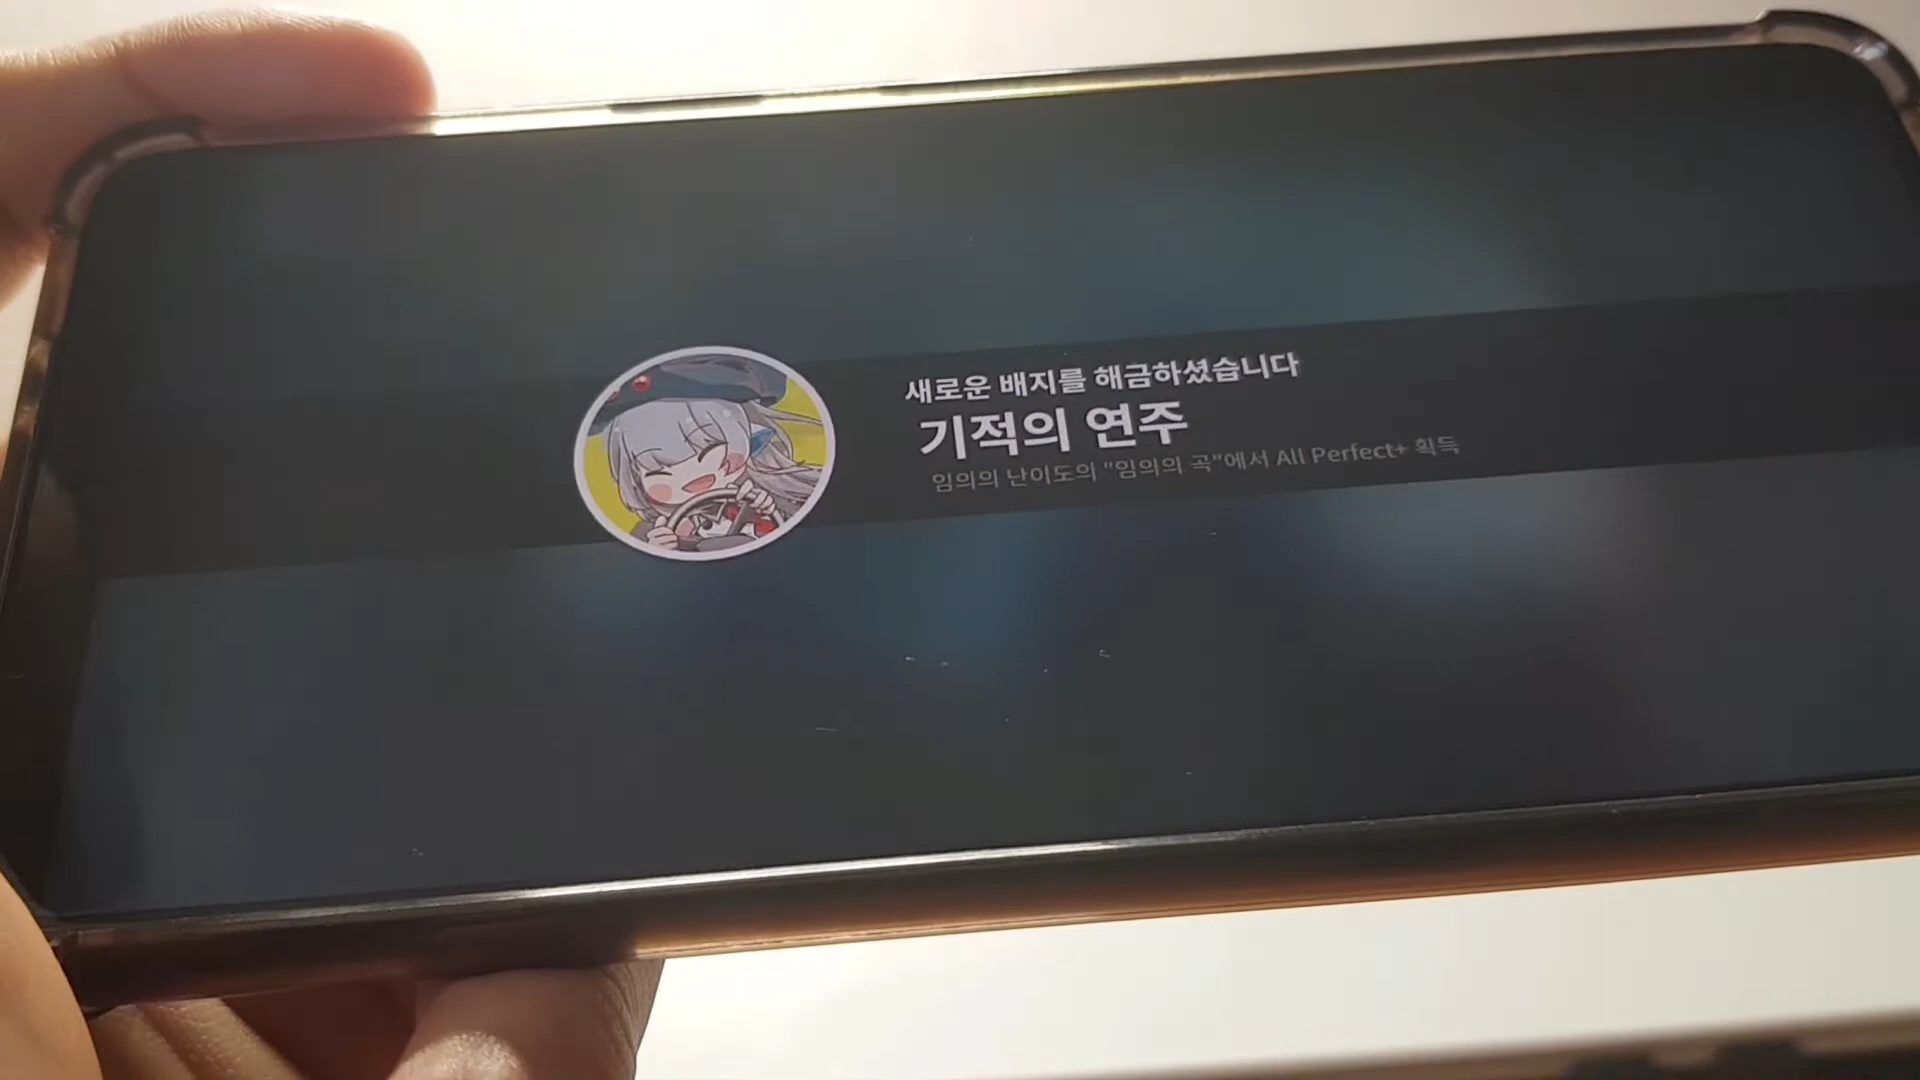 새로운 배지를 해금하셨습니다
기적의 연주
임의의 난이도의 "임의의 곡"에서 All Perfect+ 획득